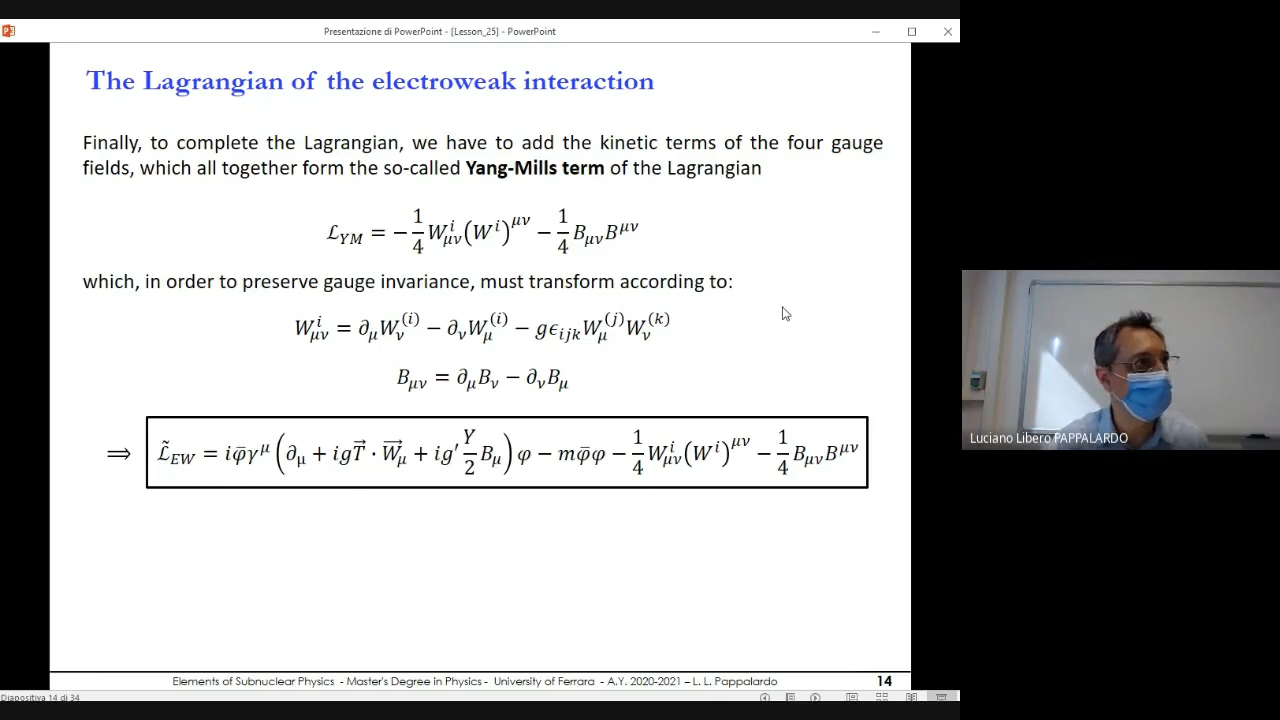 Presentazione di PowerPoint - [Lesson_25] - PowerPoint
The Lagrangian of the electroweak interaction
Finally, to complete the Lagrangian, we have to add the kinetic terms of the four gauge
fields, which all together form the so-called Yang-Mills term of the Lagrangian
ℒ_YM = −1/4 W^i_μν (W^i)^μν − 1/4 B_μν B^μν
which, in order to preserve gauge invariance, must transform according to:
W^i_μν = ∂_μ W_ν^(i) − ∂_ν W_μ^(i) − gϵ_ijk W_μ^(j) W_ν^(k)
B_μν = ∂_μ B_ν − ∂_ν B_μ
⟹ ℒ̃_EW = iφ̄γ^μ (∂_μ + igT⃗ · W⃗_μ + ig′ Y/2 B_μ) φ − mφ̄φ − 1/4 W^i_μν (W^i)^μν − 1/4 B_μν B^μν
Luciano Libero PAPPALARDO
Elements of Subnuclear Physics - Master's Degree in Physics - University of Ferrara - A.Y. 2020-2021 – L. L. Pappalardo 14
Diapositiva 14 di 34